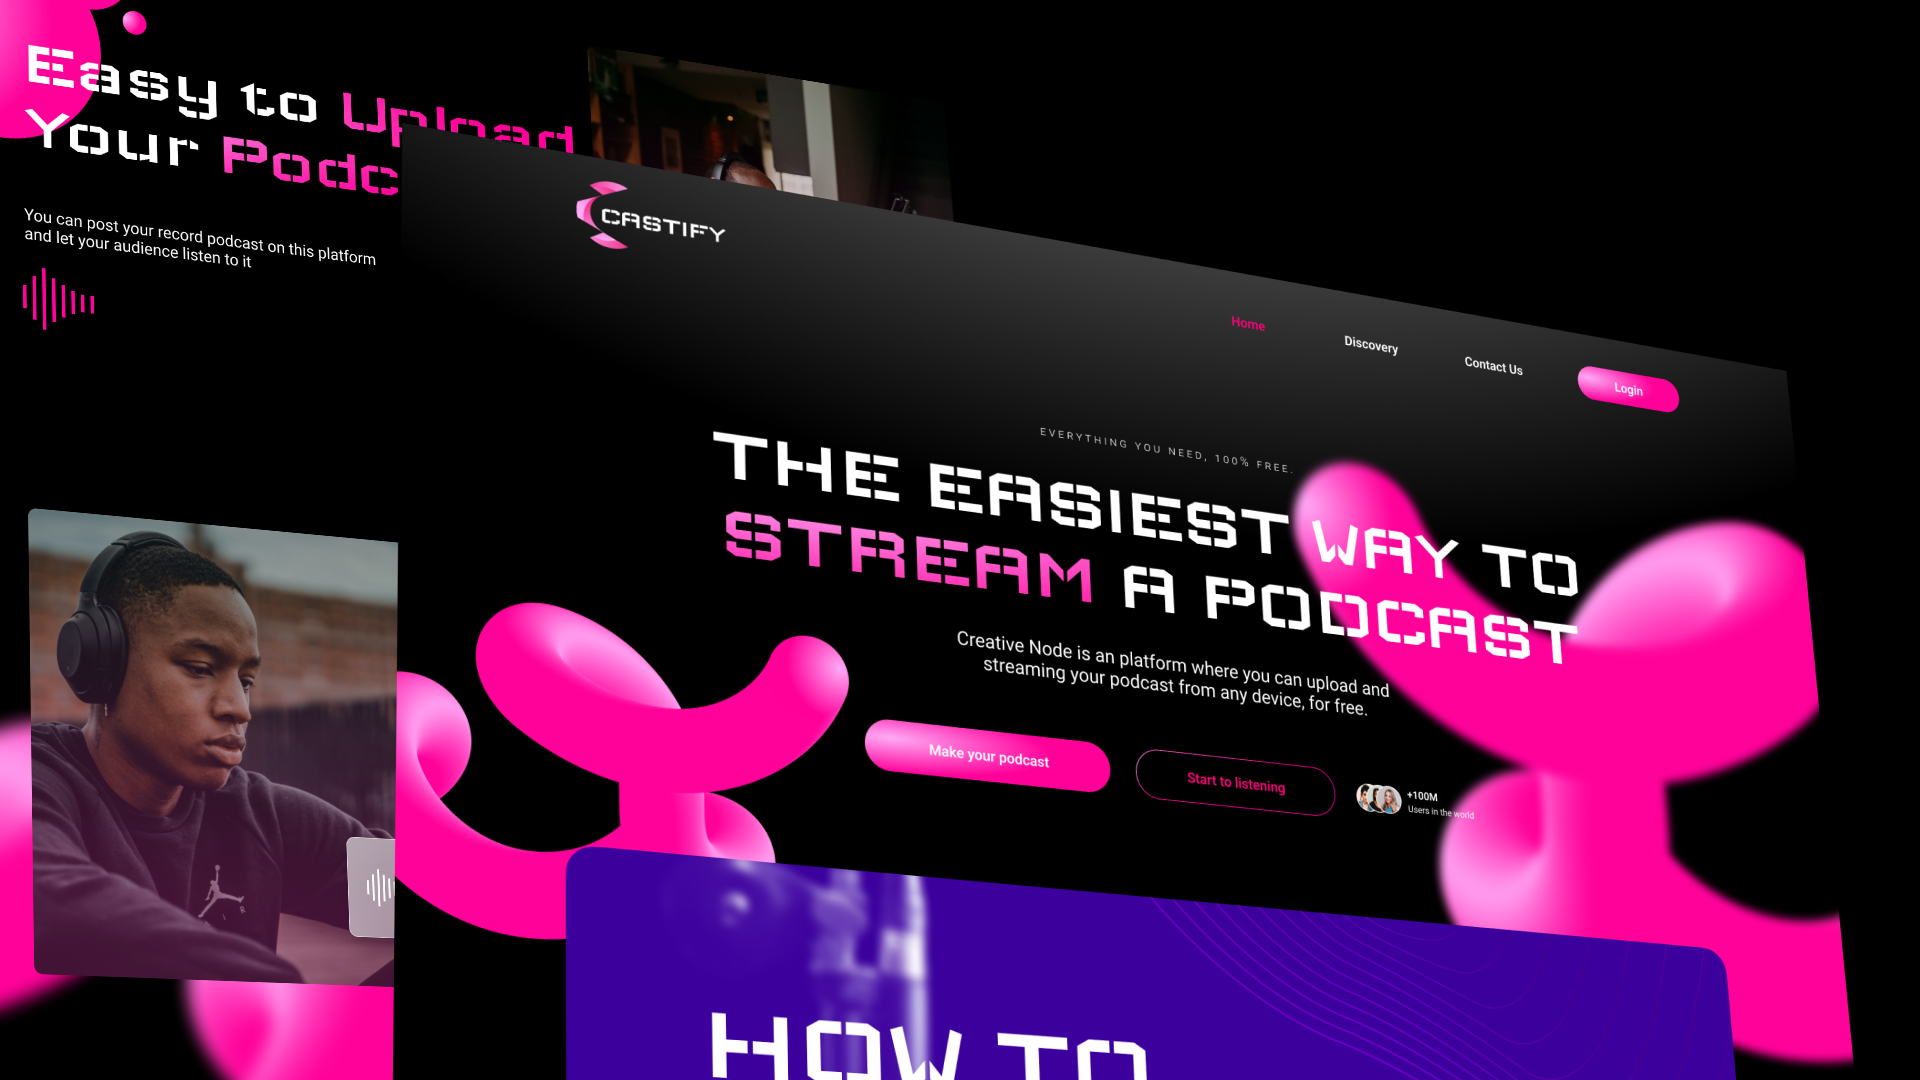 Easy to Upload
Your Podc
You can post your record podcast on this platform
and let your audience listen to it
CASTIFY
Home
Discovery
Contact Us
Login
EVERYTHING YOU NEED, 100% FREE.
THE EASIEST WAY TO
STREAM A PODCAST
Creative Node is an platform where you can upload and
streaming your podcast from any device, for free.
Make your podcast
Start to listening
+100M
Users in the world
HOW TO